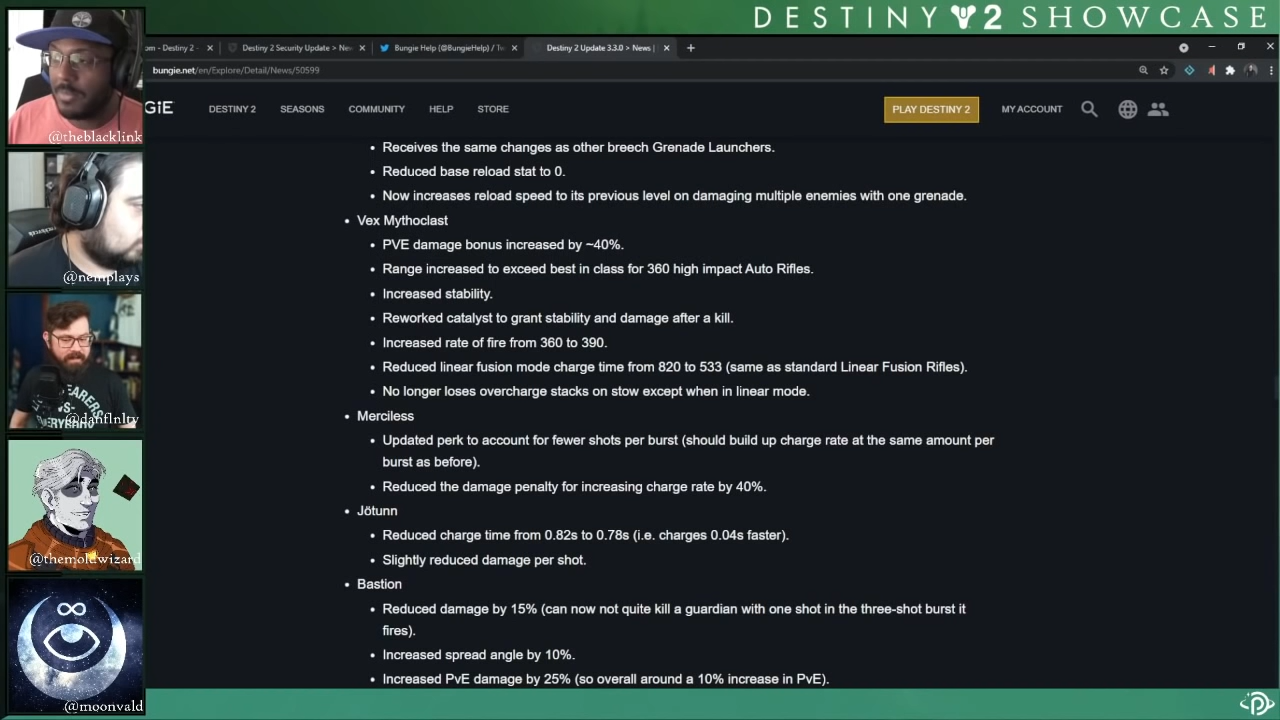 DESTINY 2 SHOWCASE
om - Destiny 2 -
Destiny 2 Security Update > Nev
Bungie Help (@BungieHelp) / Tw
Destiny 2 Update 3.3.0 > News |
bungie.net/en/Explore/Detail/News/50599
GiE
DESTINY 2
SEASONS
COMMUNITY
HELP
STORE
PLAY DESTINY 2
MY ACCOUNT
@theblacklink
@nemplays
@danflnltv
@themoldwizard
@moonvald
• Receives the same changes as other breech Grenade Launchers.
• Reduced base reload stat to 0.
• Now increases reload speed to its previous level on damaging multiple enemies with one grenade.
• Vex Mythoclast
• PVE damage bonus increased by ~40%.
• Range increased to exceed best in class for 360 high impact Auto Rifles.
• Increased stability.
• Reworked catalyst to grant stability and damage after a kill.
• Increased rate of fire from 360 to 390.
• Reduced linear fusion mode charge time from 820 to 533 (same as standard Linear Fusion Rifles).
• No longer loses overcharge stacks on stow except when in linear mode.
• Merciless
• Updated perk to account for fewer shots per burst (should build up charge rate at the same amount per
burst as before).
• Reduced the damage penalty for increasing charge rate by 40%.
• Jötunn
• Reduced charge time from 0.82s to 0.78s (i.e. charges 0.04s faster).
• Slightly reduced damage per shot.
• Bastion
• Reduced damage by 15% (can now not quite kill a guardian with one shot in the three-shot burst it
fires).
• Increased spread angle by 10%.
• Increased PvE damage by 25% (so overall around a 10% increase in PvE).